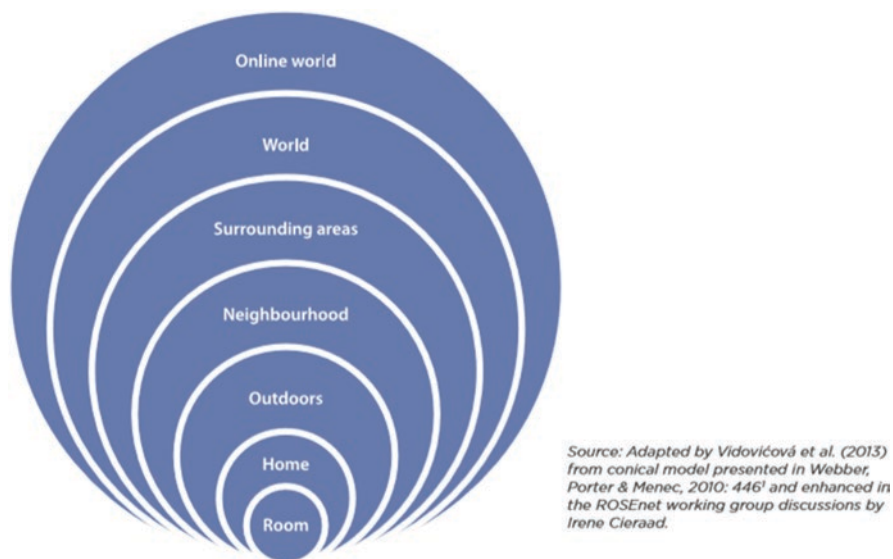 Online world
World
Surrounding areas
Neighbourhood
Outdoors
Home
Room
Source: Adapted by Vidovićová et al. (2013)
from conical model presented in Webber,
Porter & Menec, 2010: 446¹ and enhanced in
the ROSEnet working group discussions by
Irene Cieraad.